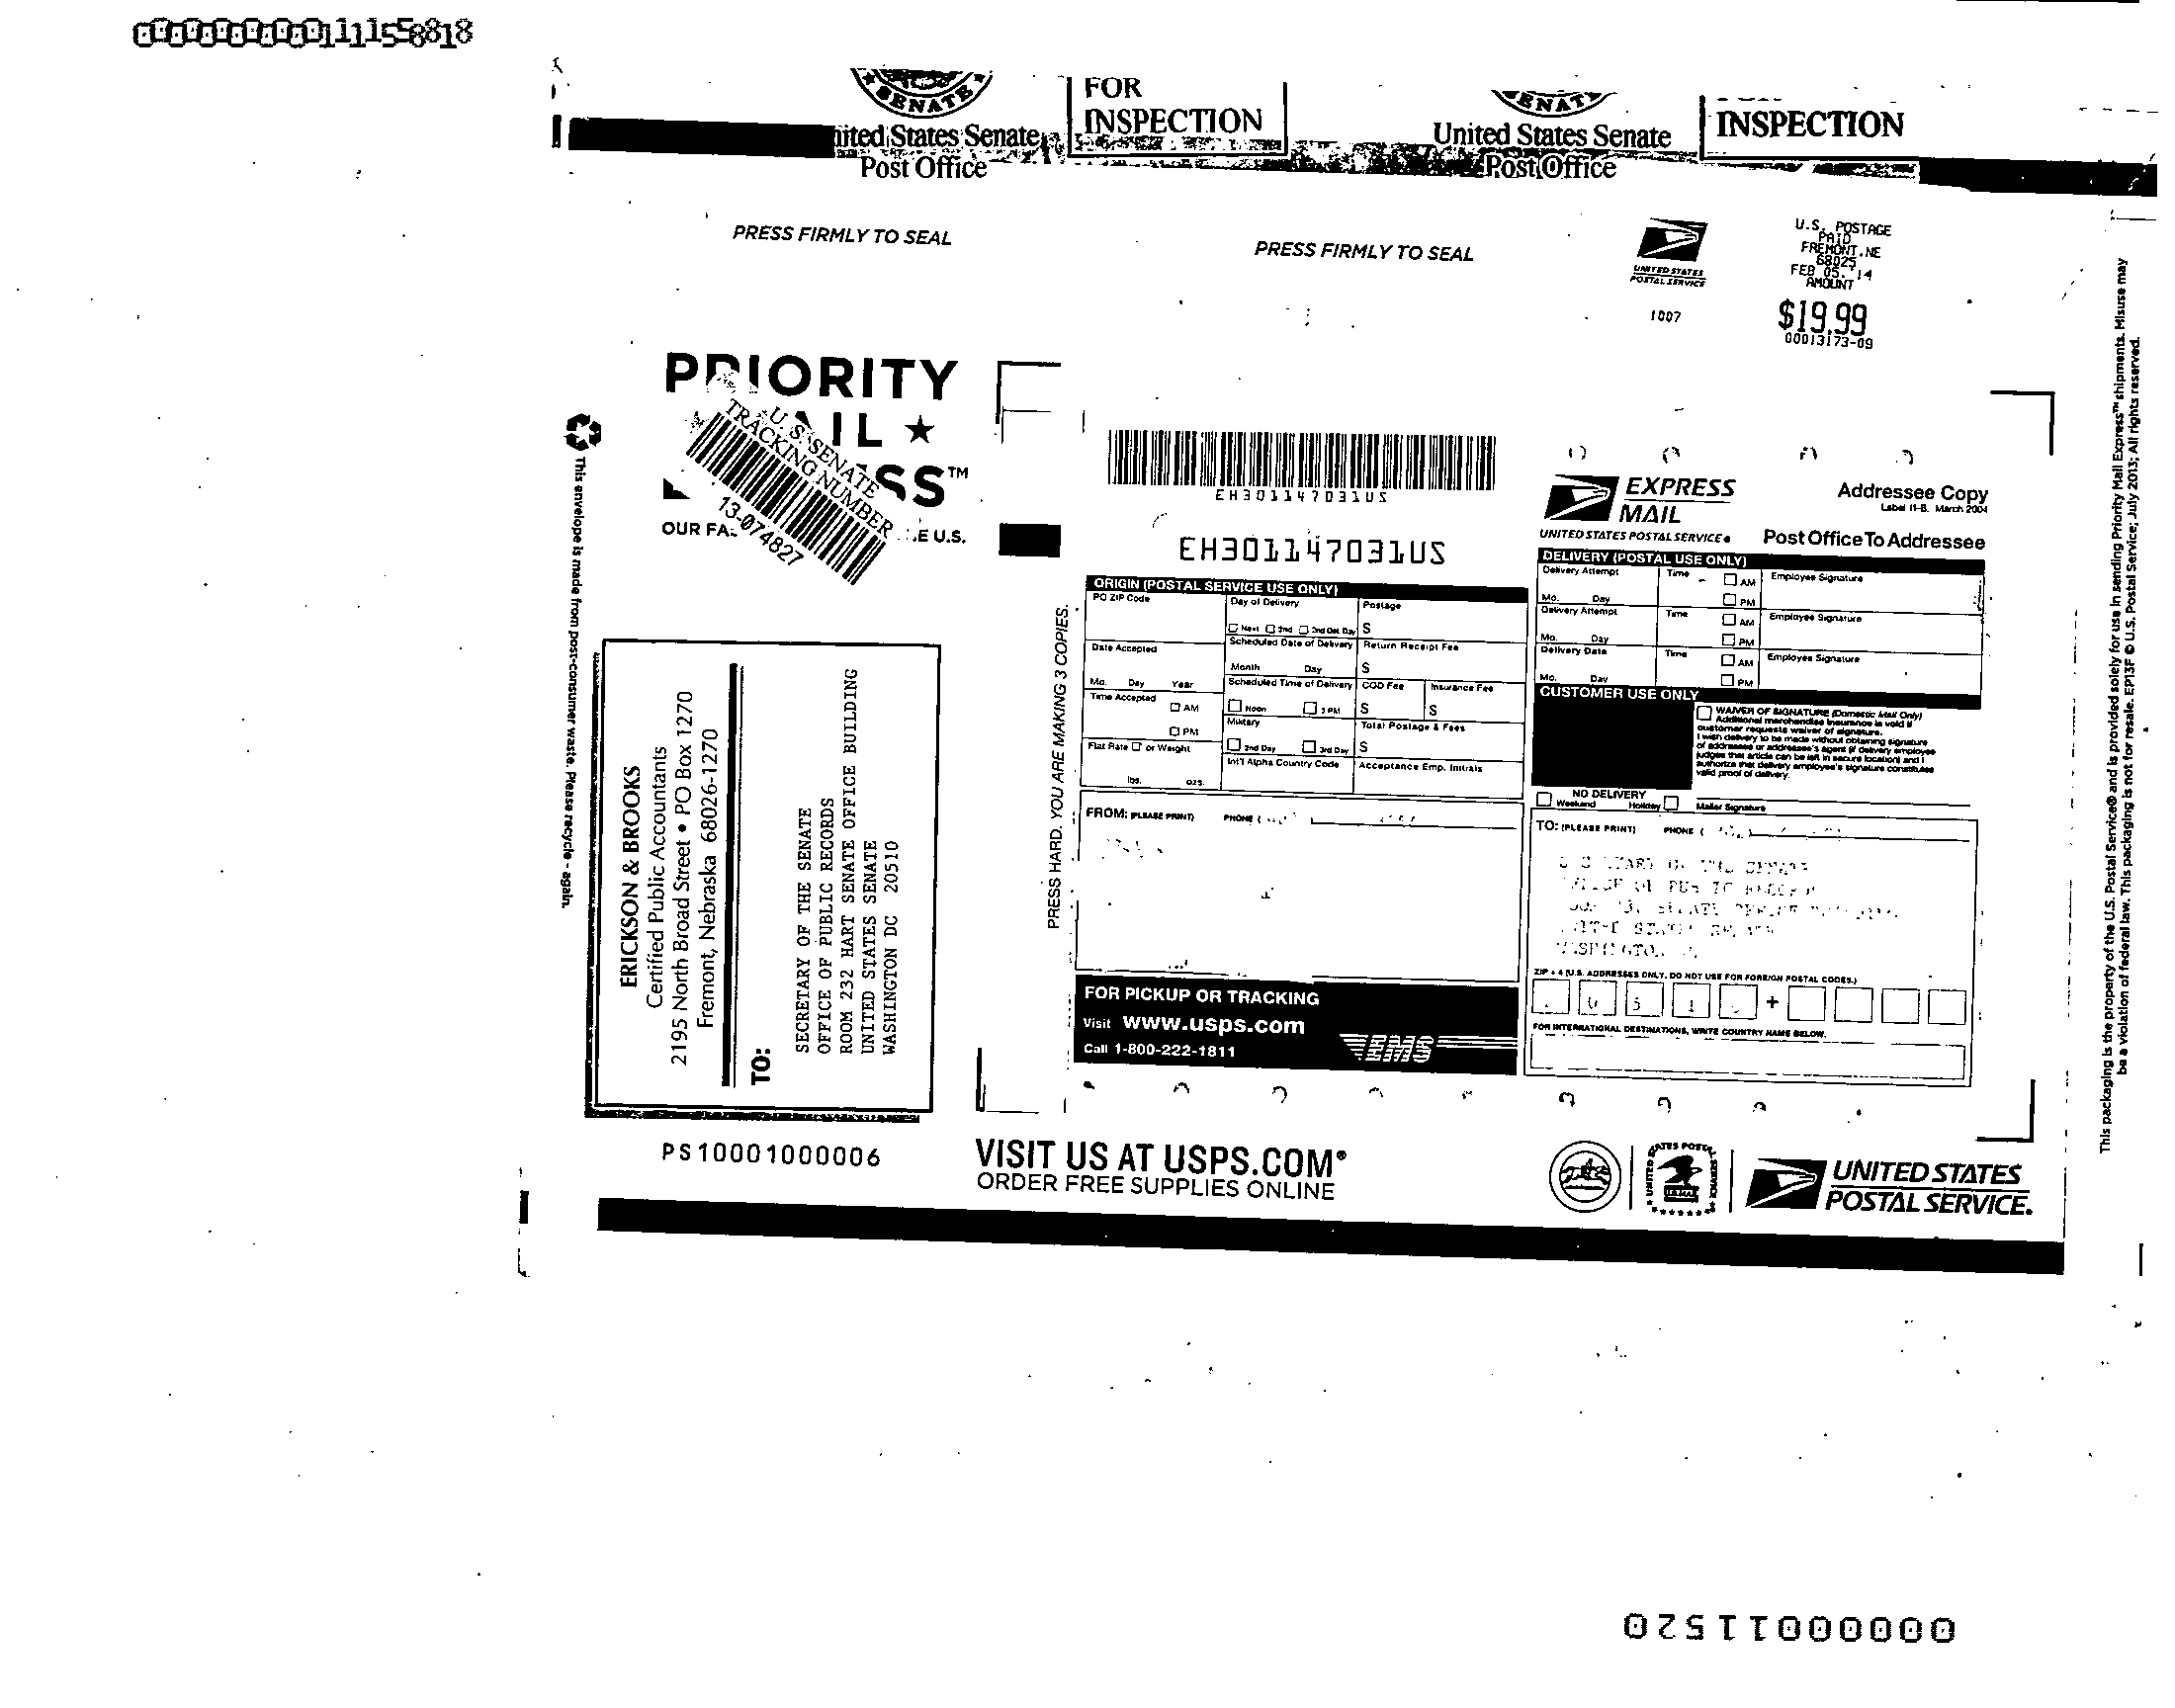 SENATE
United States Senate
Post Office
FOR
INSPECTION
SENATE
United States Senate
Post Office
INSPECTION
PRESS FIRMLY TO SEAL
PRESS FIRMLY TO SEAL
UNITED STATES
POSTAL SERVICE
1007
U.S. POSTAGE
PAID
FREMONT, NE
68025
FEB 05, '14
AMOUNT
$19.99
00013173-09
PRIORITY
MAIL ★
SS™
OUR FA
E U.S.
U. S. SENATE
TRACKING NUMBER
13-074827
This envelope is made from post-consumer waste. Please recycle - again.
ERICKSON & BROOKS
Certified Public Accountants
2195 North Broad Street • PO Box 1270
Fremont, Nebraska 68026-1270
TO:
SECRETARY OF THE SENATE
OFFICE OF PUBLIC RECORDS
ROOM 232 HART SENATE OFFICE BUILDING
UNITED STATES SENATE
WASHINGTON DC 20510
PS10001000006
EH301147031US
EH301147031US
PRESS HARD. YOU ARE MAKING 3 COPIES.
ORIGIN (POSTAL SERVICE USE ONLY)
PO ZIP Code
Day of Delivery
Postage
Next 2nd 2nd Del. Day
$
Date Accepted
Scheduled Date of Delivery
Return Receipt Fee
Month Day
$
Mo. Day Year
Scheduled Time of Delivery
COD Fee
Insurance Fee
Time Accepted
AM
Noon 3 PM
$ $
PM
Military
Total Postage & Fees
Flat Rate or Weight
2nd Day 3rd Day
$
lbs. ozs.
Int'l Alpha Country Code
Acceptance Emp. Initials
FROM: (PLEASE PRINT)
PHONE (
FOR PICKUP OR TRACKING
Visit www.usps.com
Call 1-800-222-1811
EMS
EXPRESS
MAIL
UNITED STATES POSTAL SERVICE®
Addressee Copy
Label 11-B, March 2004
Post Office To Addressee
DELIVERY (POSTAL USE ONLY)
Delivery Attempt
Time
AM
Employee Signature
Mo. Day
PM
Delivery Attempt
Time
AM
Employee Signature
Mo. Day
PM
Delivery Date
Time
AM
Employee Signature
Mo. Day
PM
CUSTOMER USE ONLY
WAIVER OF SIGNATURE (Domestic Mail Only)
Additional merchandise insurance is void if
customer requests waiver of signature.
I wish delivery to be made without obtaining signature
of addressee or addressee's agent (if delivery employee
judges that article can be left in secure location) and I
authorize that delivery employee's signature constitutes
valid proof of delivery.
NO DELIVERY
Weekend Holiday
Mailer Signature
TO: (PLEASE PRINT)
PHONE (
ZIP + 4 (U.S. ADDRESSES ONLY. DO NOT USE FOR FOREIGN POSTAL CODES.)
+
FOR INTERNATIONAL DESTINATIONS, WRITE COUNTRY NAME BELOW.
VISIT US AT USPS.COM®
ORDER FREE SUPPLIES ONLINE
UNITED STATES POSTAL SERVICE
U.S. MAIL
UNITED STATES
POSTAL SERVICE.
This packaging is the property of the U.S. Postal Service® and is provided solely for use in sending Priority Mail Express™ shipments. Misuse may
be a violation of federal law. This packaging is not for resale. EP13F © U.S. Postal Service; July 2013; All rights reserved.
000000011520